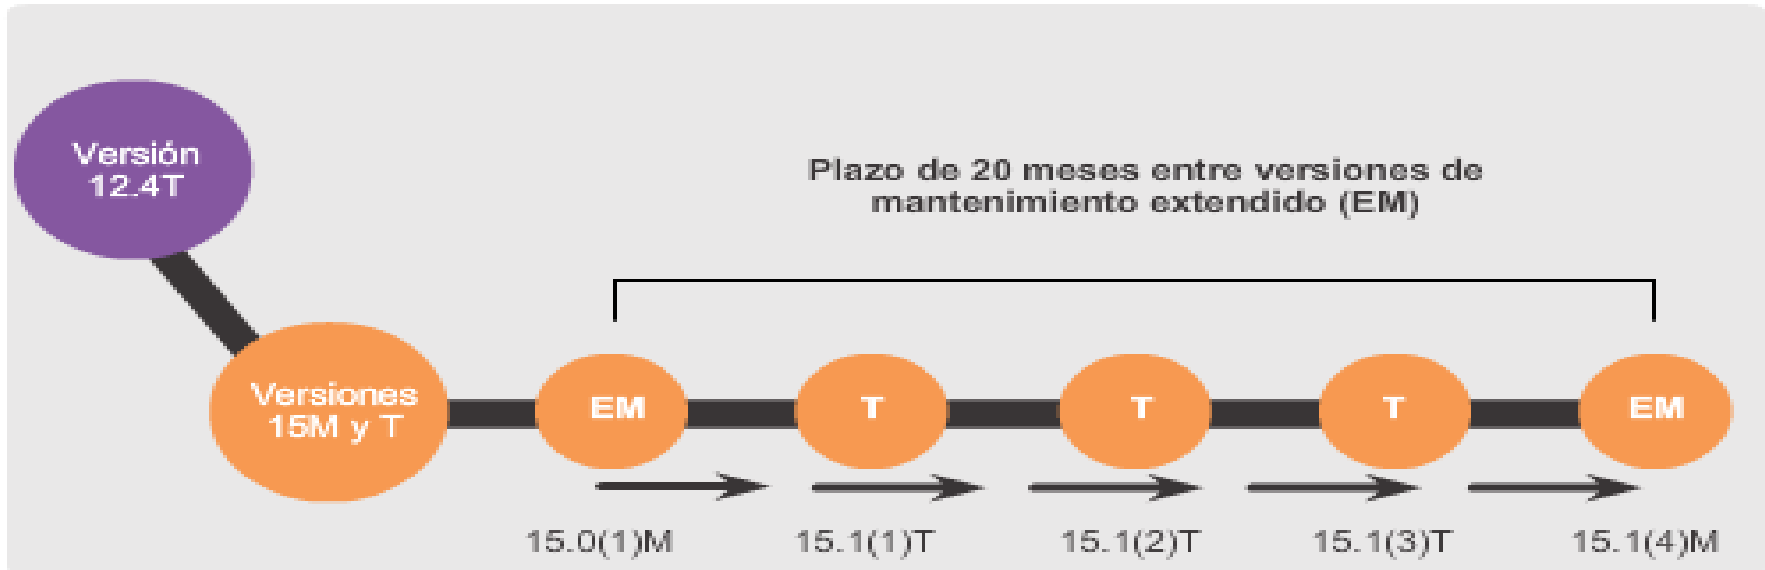 Versión
12.4T
Plazo de 20 meses entre versiones de
mantenimiento extendido (EM)
Versiones
15M y T
EM
T
T
T
EM
15.0(1)M
15.1(1)T
15.1(2)T
15.1(3)T
15.1(4)M